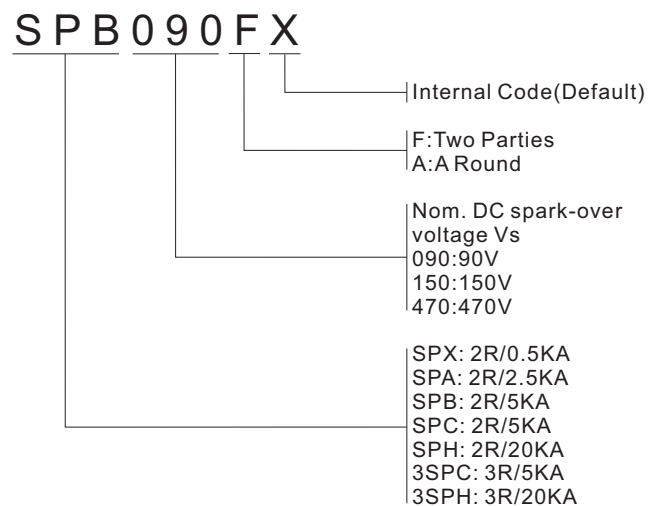 SPB090FX
Internal Code(Default)
F:Two Parties
A:A Round
Nom. DC spark-over
voltage Vs
090:90V
150:150V
470:470V
SPX: 2R/0.5KA
SPA: 2R/2.5KA
SPB: 2R/5KA
SPC: 2R/5KA
SPH: 2R/20KA
3SPC: 3R/5KA
3SPH: 3R/20KA